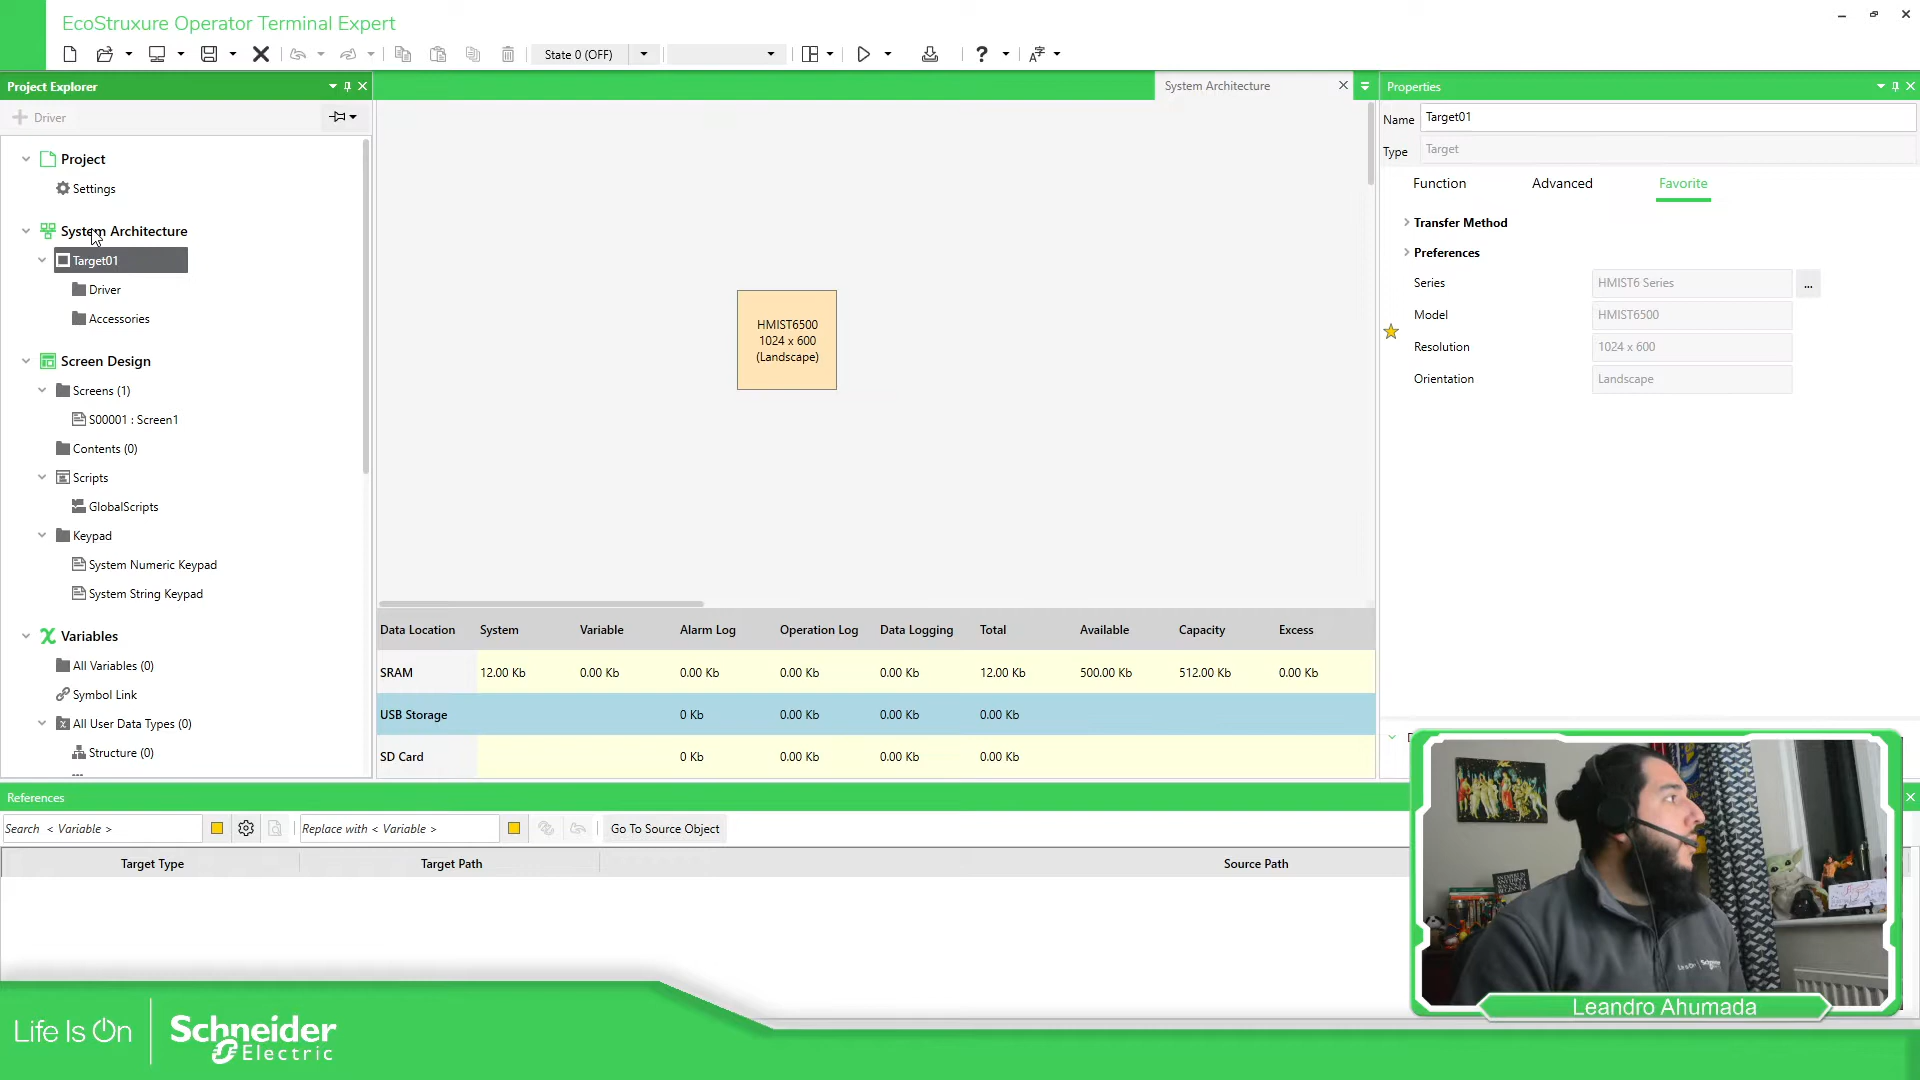 EcoStruxure Operator Terminal Expert
State 0 (OFF)
Project Explorer
Driver
Project
Settings
System Architecture
Target01
Driver
Accessories
Screen Design
Screens (1)
S00001 : Screen1
Contents (0)
Scripts
GlobalScripts
Keypad
System Numeric Keypad
System String Keypad
Variables
All Variables (0)
Symbol Link
All User Data Types (0)
Structure (0)
System Architecture
HMIST6500
1024 x 600
(Landscape)
Data Location System Variable Alarm Log Operation Log Data Logging Total Available Capacity Excess
SRAM 12.00 Kb 0.00 Kb 0.00 Kb 0.00 Kb 0.00 Kb 12.00 Kb 500.00 Kb 512.00 Kb 0.00 Kb
USB Storage 0 Kb 0.00 Kb 0.00 Kb 0.00 Kb
SD Card 0 Kb 0.00 Kb 0.00 Kb 0.00 Kb
Properties
Name Target01
Type Target
Function Advanced Favorite
Transfer Method
Preferences
Series HMIST6 Series ...
Model HMIST6500
Resolution 1024 x 600
Orientation Landscape
References
Search < Variable > Replace with < Variable > Go To Source Object
Target Type Target Path Source Path
Leandro Ahumada
Life Is On
Schneider
Electric